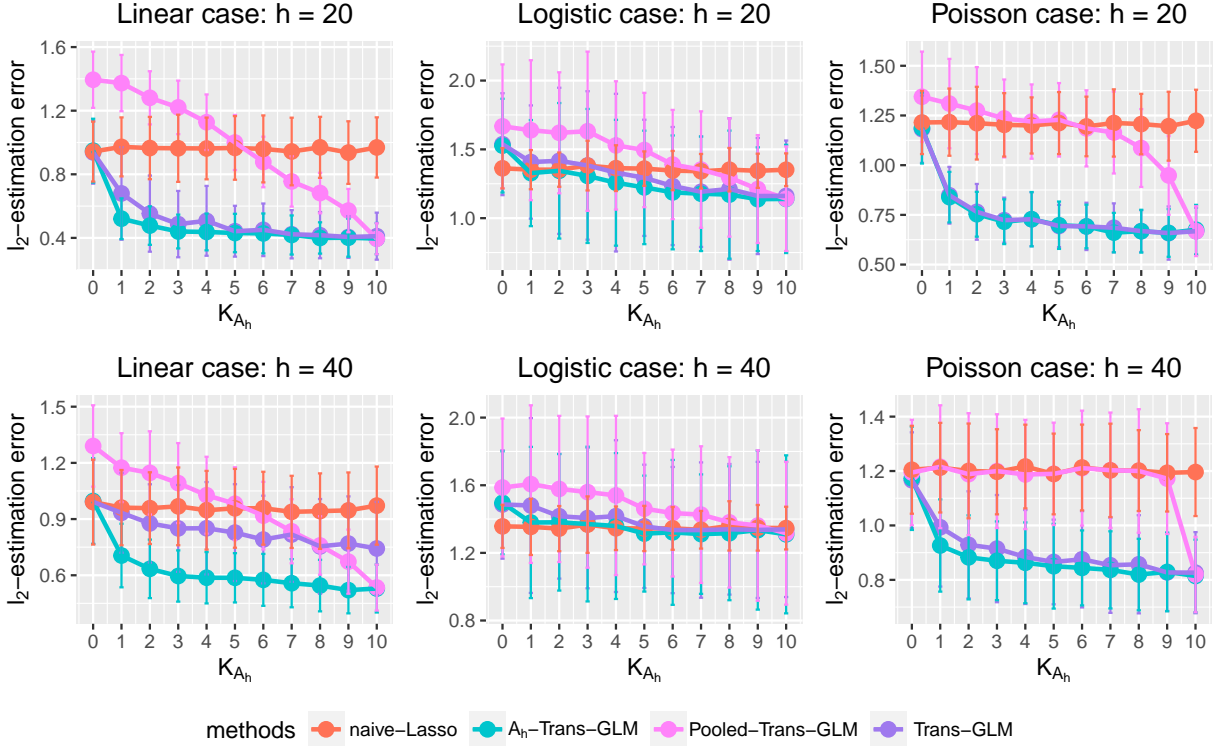 Linear case: h = 20
Logistic case: h = 20
Poisson case: h = 20
l₂−estimation error
1.6
1.2
0.8
0.4
0 1 2 3 4 5 6 7 8 9 10
K_A_h
l₂−estimation error
2.0
1.5
1.0
0 1 2 3 4 5 6 7 8 9 10
K_A_h
l₂−estimation error
1.50
1.25
1.00
0.75
0.50
0 1 2 3 4 5 6 7 8 9 10
K_A_h
Linear case: h = 40
Logistic case: h = 40
Poisson case: h = 40
l₂−estimation error
1.5
1.2
0.9
0.6
0 1 2 3 4 5 6 7 8 9 10
K_A_h
l₂−estimation error
2.0
1.6
1.2
0.8
0 1 2 3 4 5 6 7 8 9 10
K_A_h
l₂−estimation error
1.4
1.2
1.0
0.8
0 1 2 3 4 5 6 7 8 9 10
K_A_h
methods naive−Lasso Aₕ−Trans−GLM Pooled−Trans−GLM Trans−GLM